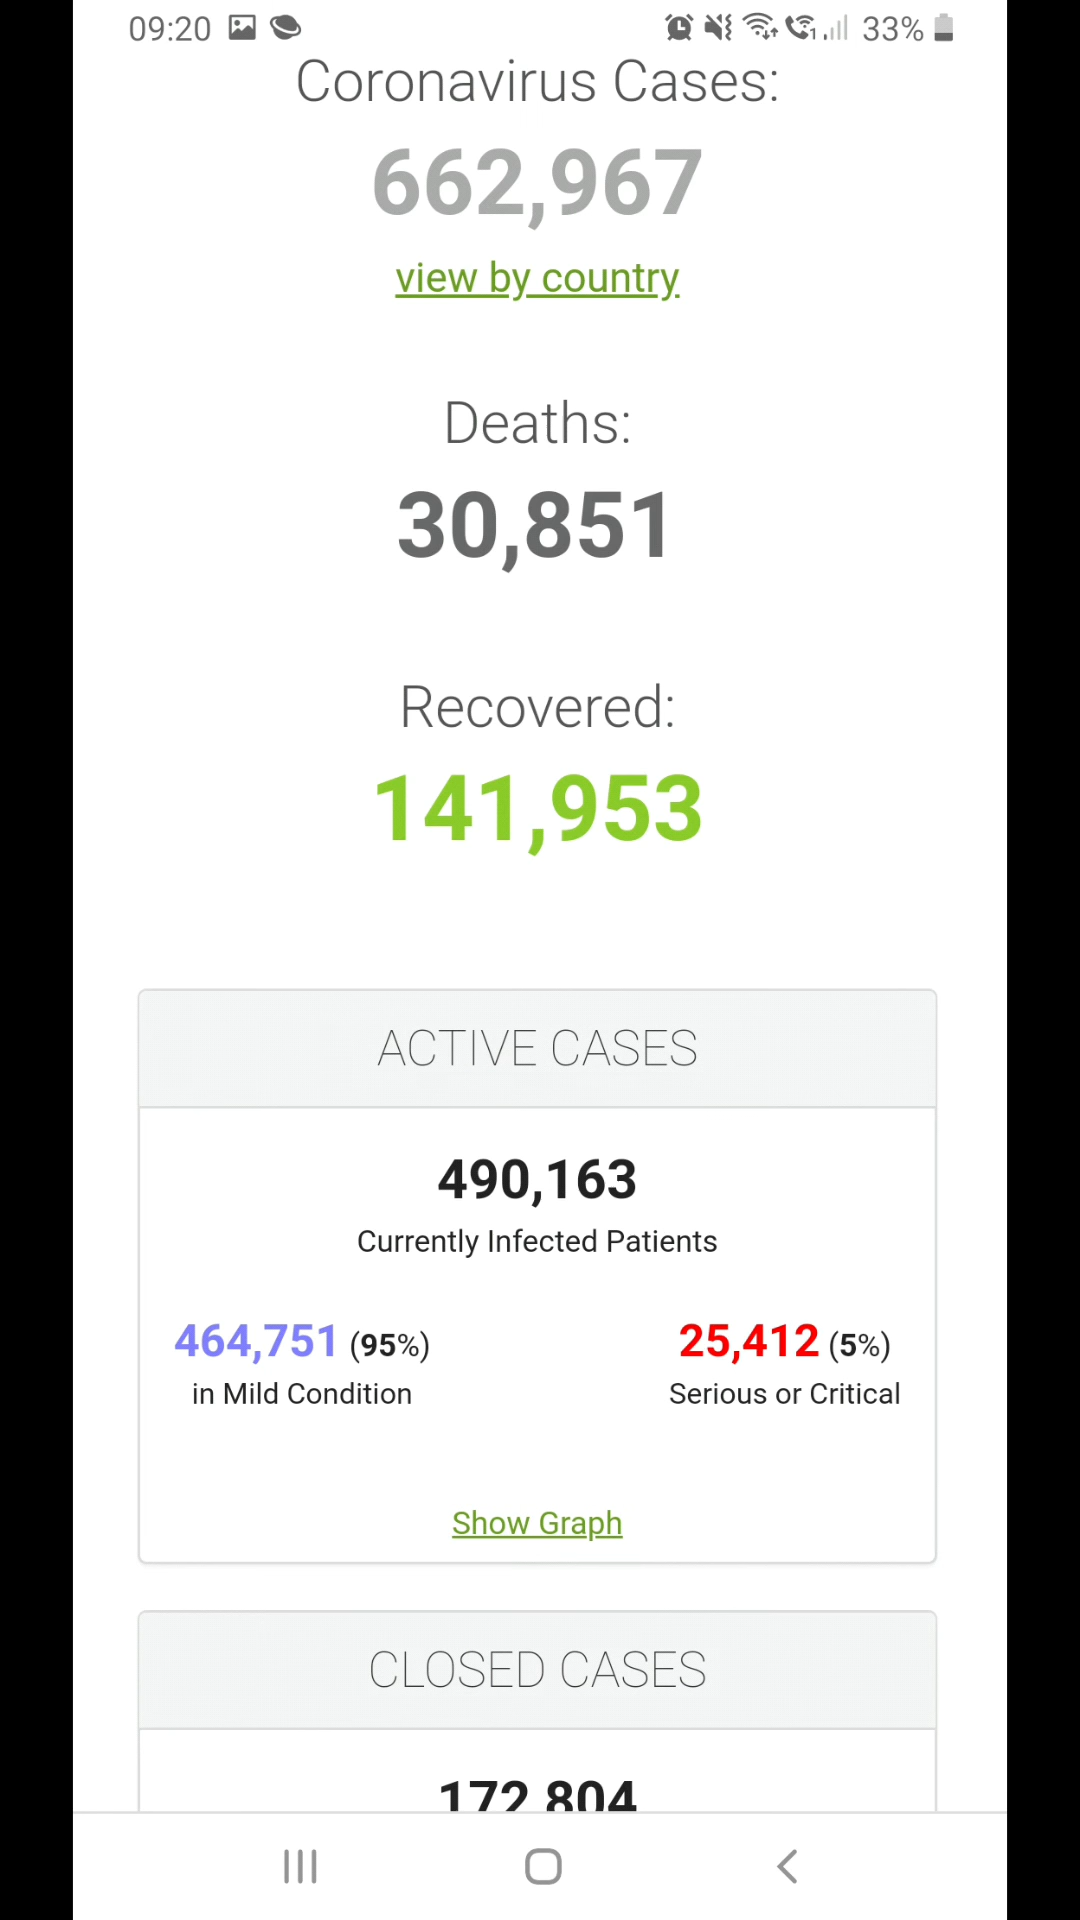 09:20 33%
Coronavirus Cases:
662,967
view by country
Deaths:
30,851
Recovered:
141,953
ACTIVE CASES
490,163
Currently Infected Patients
464,751 (95%) 25,412 (5%)
in Mild Condition Serious or Critical
Show Graph
CLOSED CASES
172,804